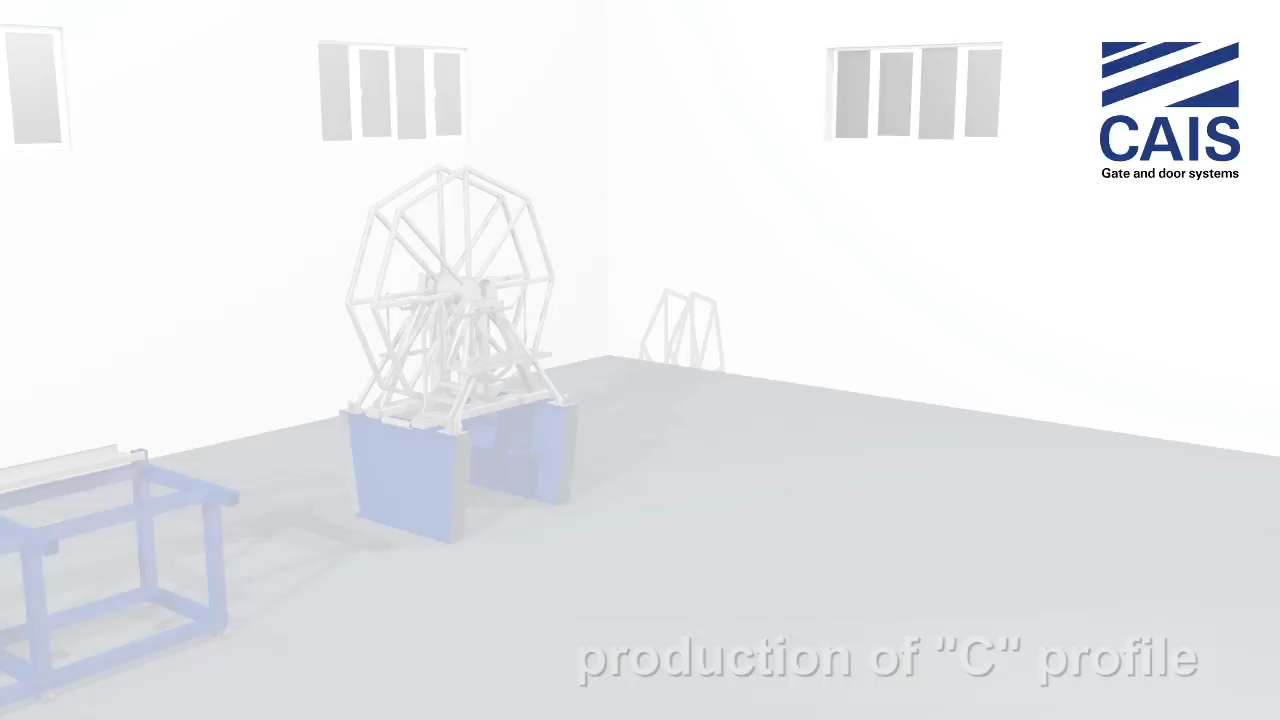 CAIS
Gate and door systems
production of "C" profile